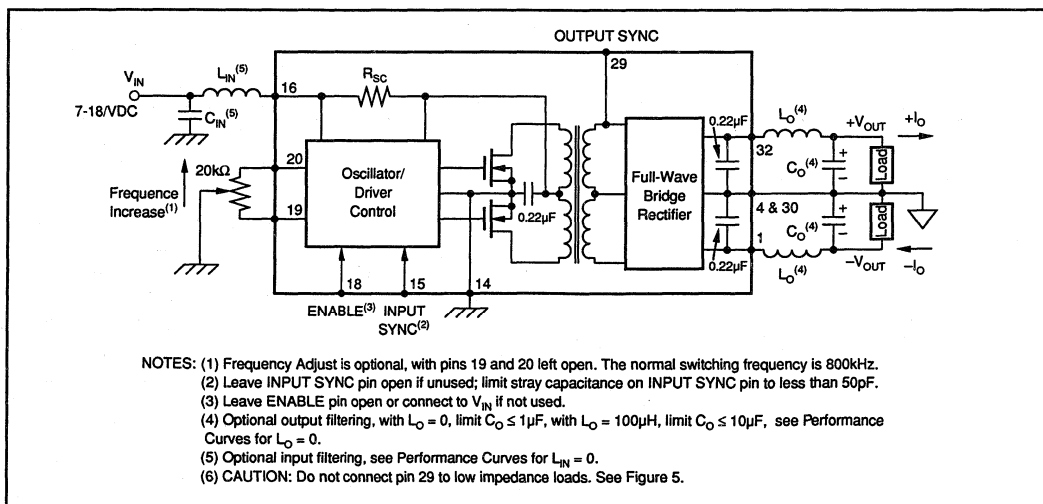 OUTPUT SYNC
29
V_IN
L_IN^(5)
16
R_SC
7-18/VDC
C_IN^(5)
0.22µF
L_O^(4)
+V_OUT
+I_O
32
20kΩ
20
Oscillator/
Driver
Control
Full-Wave
Bridge
Rectifier
C_O^(4)
+
−
Load
Frequence
Increase^(1)
19
0.22µF
4 & 30
C_O^(4)
+
−
Load
1
0.22µF
L_O^(4)
−V_OUT
−I_O
18
15
14
ENABLE^(3)
INPUT
SYNC^(2)
NOTES: (1) Frequency Adjust is optional, with pins 19 and 20 left open. The normal switching frequency is 800kHz.
(2) Leave INPUT SYNC pin open if unused; limit stray capacitance on INPUT SYNC pin to less than 50pF.
(3) Leave ENABLE pin open or connect to V_IN if not used.
(4) Optional output filtering, with L_O = 0, limit C_O ≤ 1µF, with L_O = 100µH, limit C_O ≤ 10µF, see Performance
Curves for L_O = 0.
(5) Optional input filtering, see Performance Curves for L_IN = 0.
(6) CAUTION: Do not connect pin 29 to low impedance loads. See Figure 5.